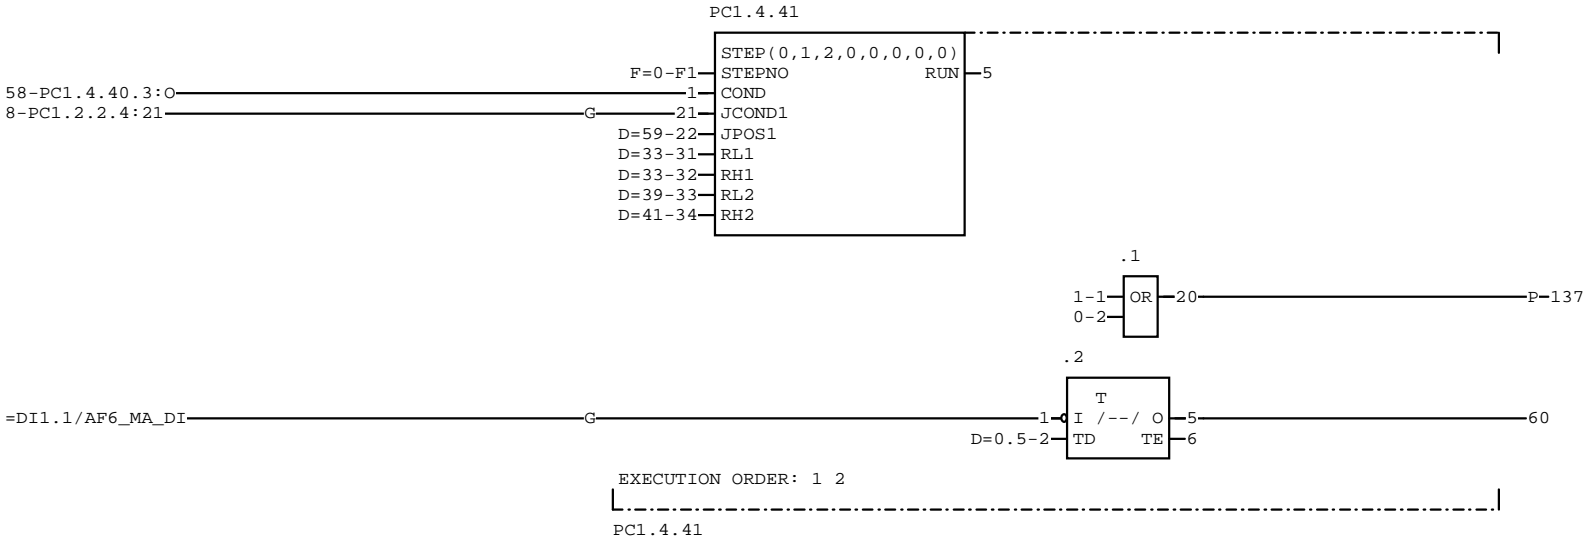 PC1.4.41
STEP(0,1,2,0,0,0,0,0)
F=0-F1 STEPNO RUN 5
58-PC1.4.40.3:O 1 COND
8-PC1.2.2.4:21 G 21 JCOND1
D=59-22 JPOS1
D=33-31 RL1
D=33-32 RH1
D=39-33 RL2
D=41-34 RH2
.1
1-1 OR 20 P-137
0-2
.2
T
=DI1.1/AF6_MA_DI G 1 I /--/ O 5 60
D=0.5-2 TD TE 6
EXECUTION ORDER: 1 2
PC1.4.41